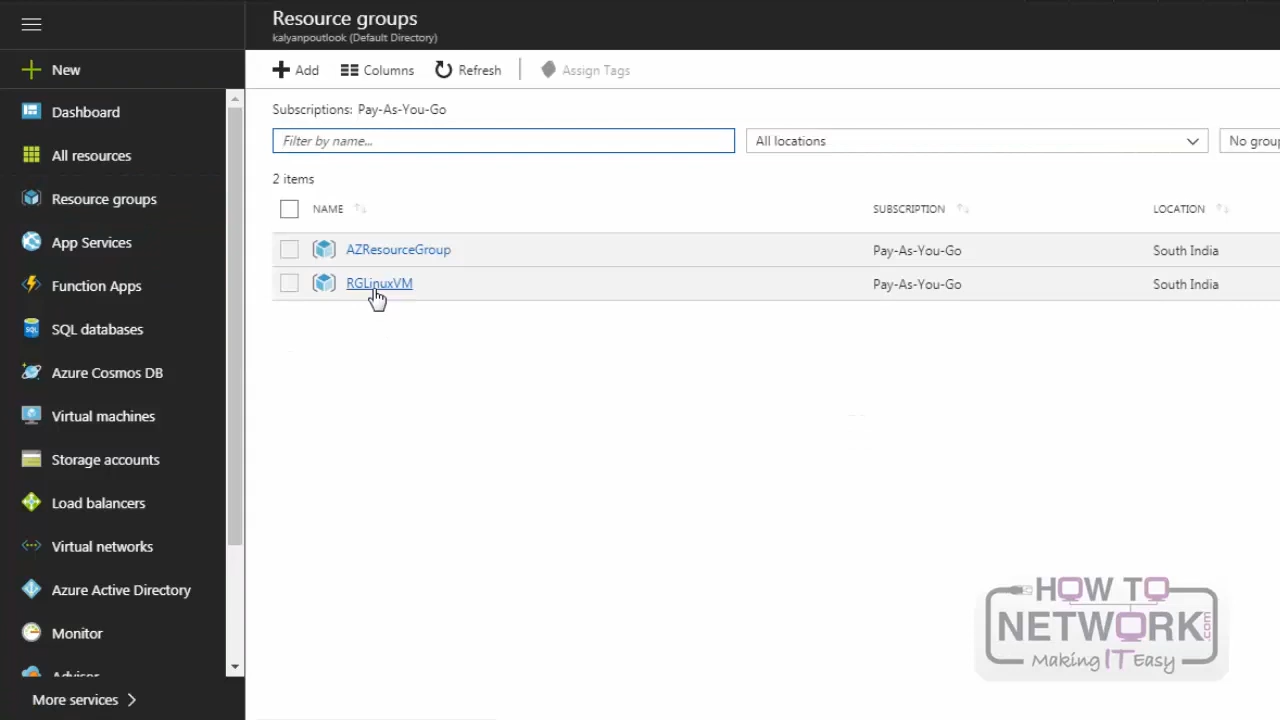 Resource groups
kalyanpoutlook (Default Directory)
New
Add
Columns
Refresh
Assign Tags
Dashboard
All resources
Resource groups
App Services
Function Apps
SQL databases
Azure Cosmos DB
Virtual machines
Storage accounts
Load balancers
Virtual networks
Azure Active Directory
Monitor
Advisor
More services
Subscriptions: Pay-As-You-Go
Filter by name...
All locations
No group
2 items
NAME SUBSCRIPTION LOCATION
AZResourceGroup Pay-As-You-Go South India
RGLinuxVM Pay-As-You-Go South India
HOW TO
NETWORK.com
Making IT Easy